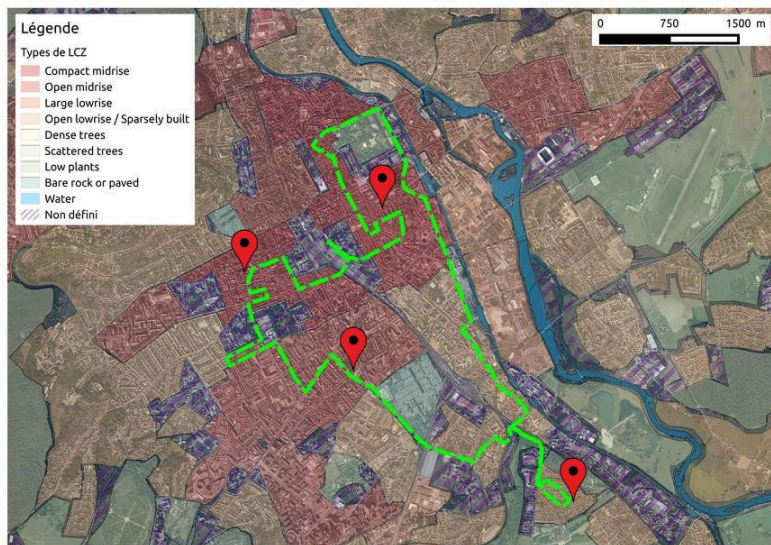 Légende
Types de LCZ
Compact midrise
Open midrise
Large lowrise
Open lowrise / Sparsely built
Dense trees
Scattered trees
Low plants
Bare rock or paved
Water
Non défini
0 750 1500 m